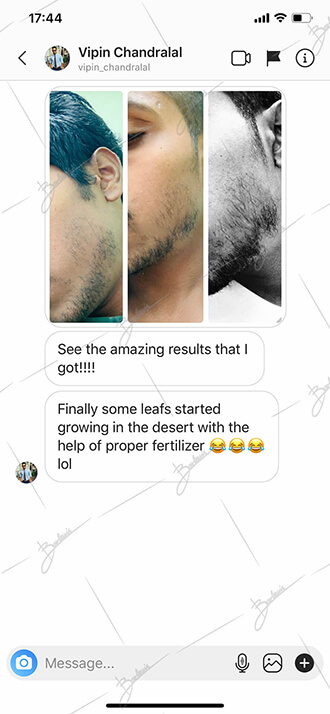 17:44
Vipin Chandralal
vipin_chandralal
See the amazing results that I
got!!!!
Finally some leafs started
growing in the desert with the
help of proper fertilizer 😂😂😂
lol
Message...